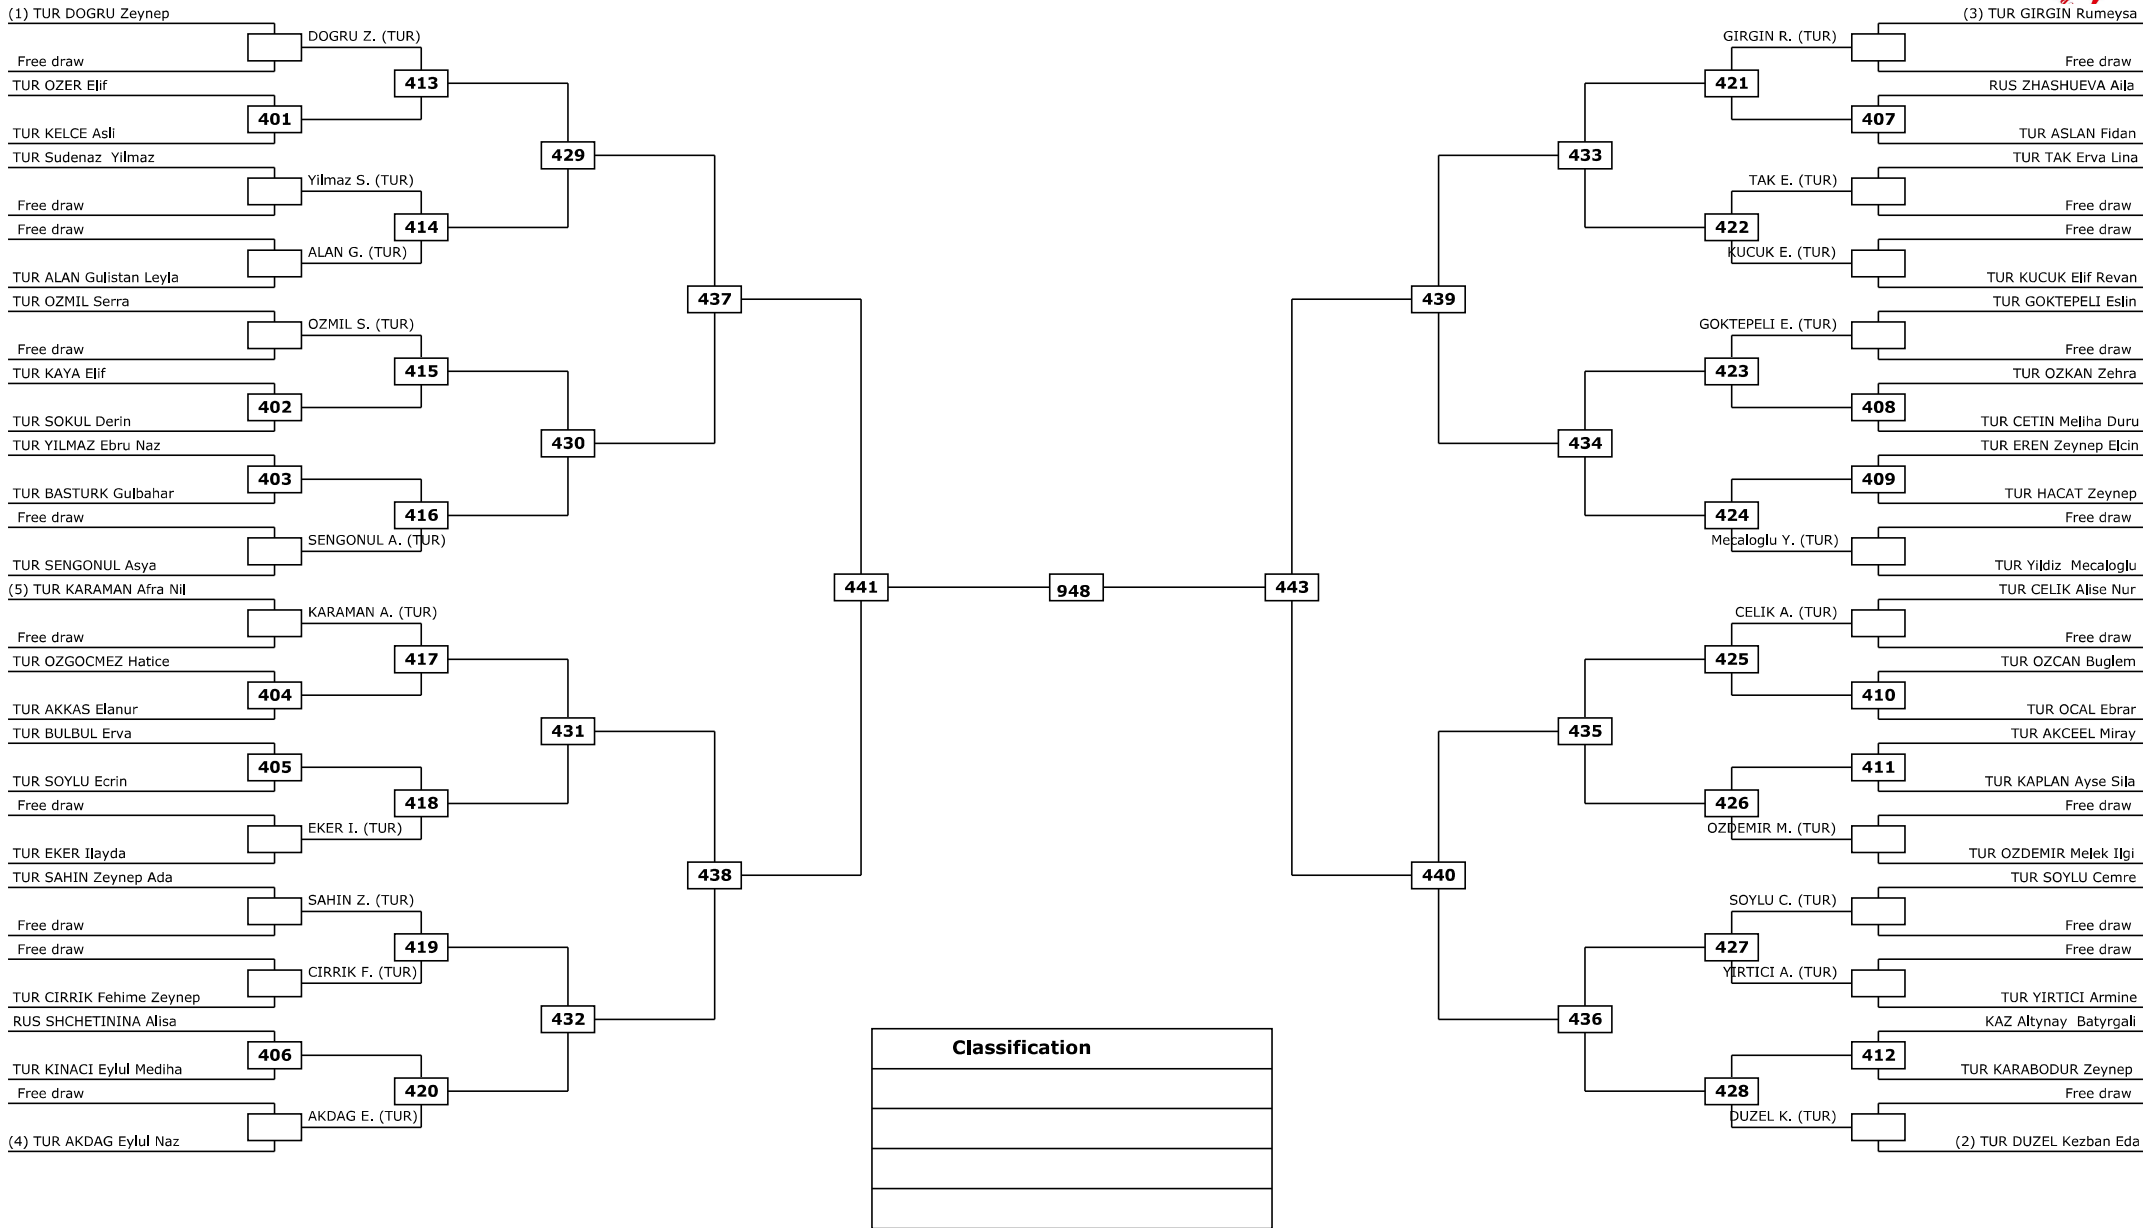 (1) TUR DOGRU Zeynep
DOGRU Z. (TUR)
Free draw
413
TUR OZER Elif
401
TUR KELCE Asli
429
TUR Sudenaz Yilmaz
Yilmaz S. (TUR)
Free draw
414
Free draw
ALAN G. (TUR)
TUR ALAN Gulistan Leyla
437
TUR OZMIL Serra
OZMIL S. (TUR)
Free draw
415
TUR KAYA Elif
402
TUR SOKUL Derin
430
TUR YILMAZ Ebru Naz
403
TUR BASTURK Gulbahar
416
Free draw
SENGONUL A. (TUR)
TUR SENGONUL Asya
441
(5) TUR KARAMAN Afra Nil
KARAMAN A. (TUR)
Free draw
417
TUR OZGOCMEZ Hatice
404
TUR AKKAS Elanur
431
TUR BULBUL Erva
405
TUR SOYLU Ecrin
418
Free draw
EKER I. (TUR)
TUR EKER Ilayda
438
TUR SAHIN Zeynep Ada
SAHIN Z. (TUR)
Free draw
419
Free draw
CIRRIK F. (TUR)
TUR CIRRIK Fehime Zeynep
432
RUS SHCHETININA Alisa
406
TUR KINACI Eylul Mediha
420
Free draw
AKDAG E. (TUR)
(4) TUR AKDAG Eylul Naz
948
Classification
(3) TUR GIRGIN Rumeysa
GIRGIN R. (TUR)
Free draw
421
RUS ZHASHUEVA Aila
407
TUR ASLAN Fidan
433
TUR TAK Erva Lina
TAK E. (TUR)
Free draw
422
Free draw
KUCUK E. (TUR)
TUR KUCUK Elif Revan
439
TUR GOKTEPELI Eslin
GOKTEPELI E. (TUR)
Free draw
423
TUR OZKAN Zehra
408
TUR CETIN Meliha Duru
434
TUR EREN Zeynep Elcin
409
TUR HACAT Zeynep
424
Free draw
Mecaloglu Y. (TUR)
TUR Yildiz Mecaloglu
443
TUR CELIK Alise Nur
CELIK A. (TUR)
Free draw
425
TUR OZCAN Buglem
410
TUR OCAL Ebrar
435
TUR AKCEEL Miray
411
TUR KAPLAN Ayse Sila
426
Free draw
OZDEMIR M. (TUR)
TUR OZDEMIR Melek Ilgi
440
TUR SOYLU Cemre
SOYLU C. (TUR)
Free draw
427
Free draw
YIRTICI A. (TUR)
TUR YIRTICI Armine
436
KAZ Altynay Batyrgali
412
TUR KARABODUR Zeynep
428
Free draw
DUZEL K. (TUR)
(2) TUR DUZEL Kezban Eda